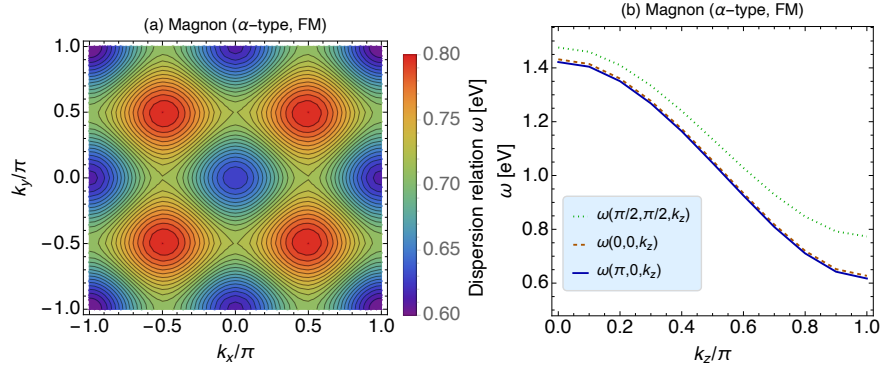 (a) Magnon (α-type, FM)
1.0
0.5
0.0
−0.5
−1.0
k_y/π
−1.0 −0.5 0.0 0.5 1.0
k_x/π
0.80
0.75
0.70
0.65
0.60
Dispersion relation ω [eV]
(b) Magnon (α-type, FM)
1.4
1.2
1.0
0.8
0.6
ω [eV]
ω(π/2,π/2,k_z)
ω(0,0,k_z)
ω(π,0,k_z)
0.0 0.2 0.4 0.6 0.8 1.0
k_z/π